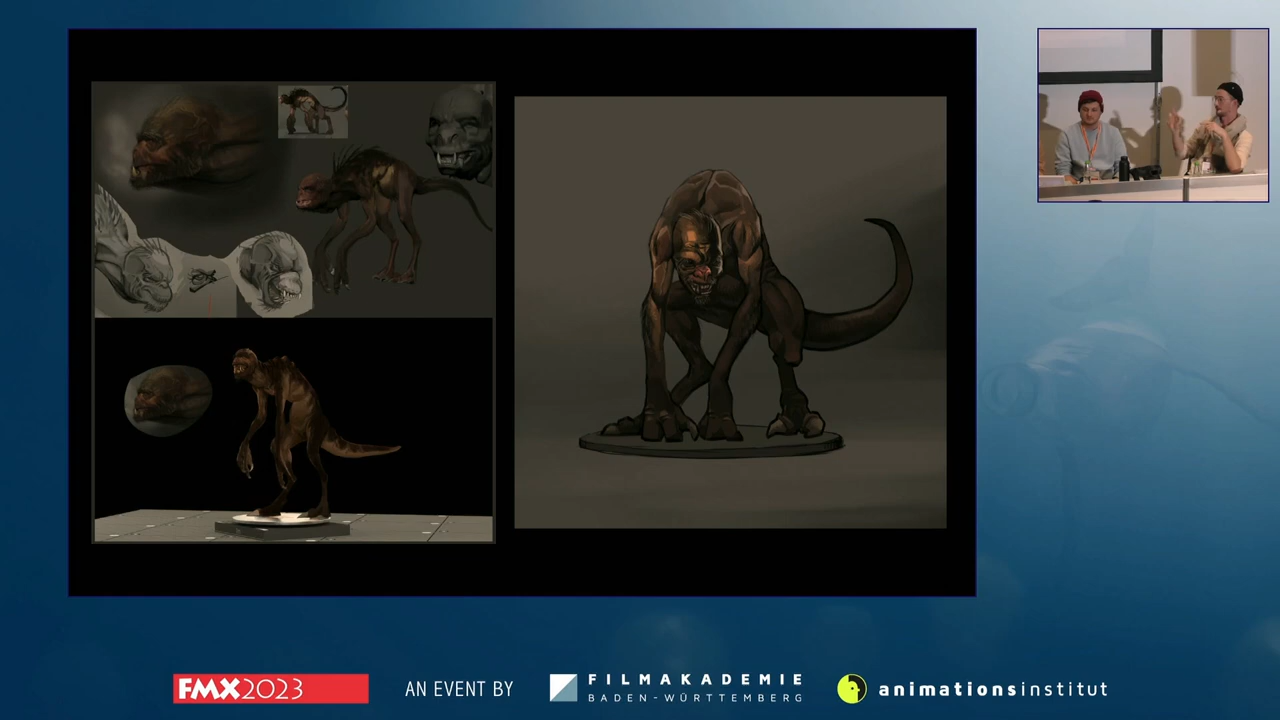 FMX2023
AN EVENT BY
FILMAKADEMIE
BADEN-WÜRTTEMBERG
animationsinstitut